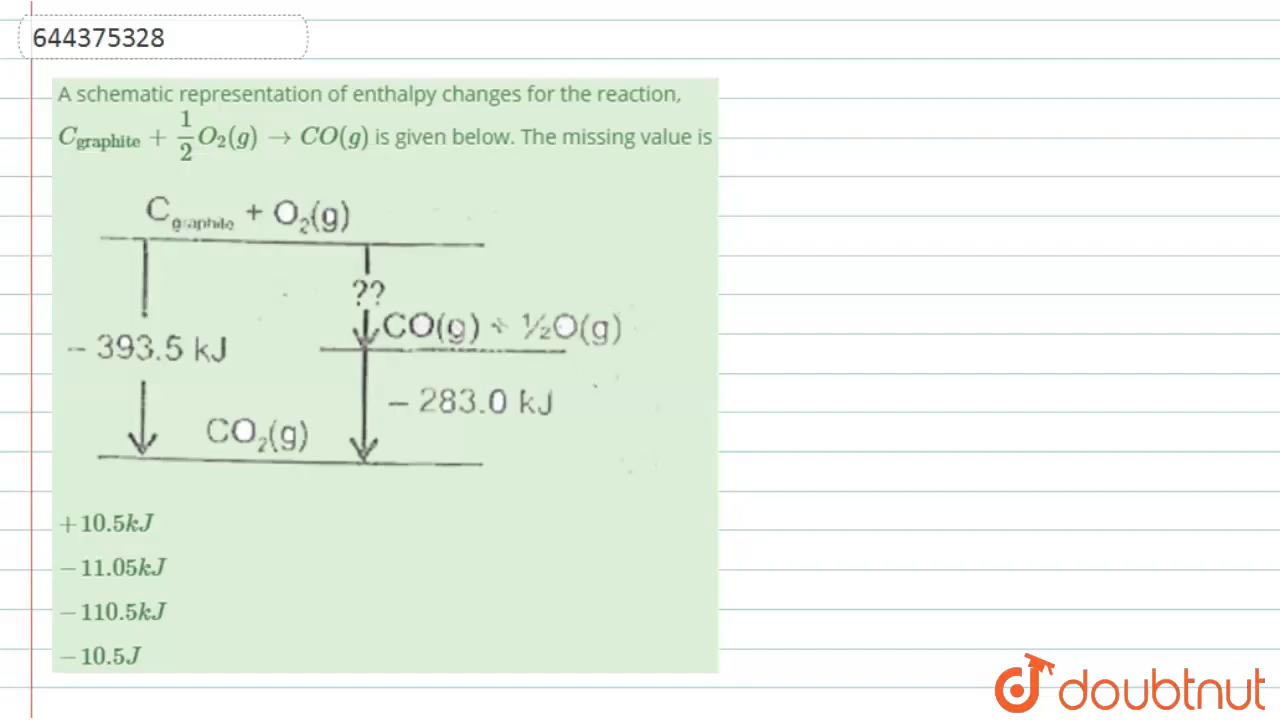 644375328
A schematic representation of enthalpy changes for the reaction,
C_graphite + 1/2 O₂(g) → CO(g) is given below. The missing value is
C_graphite + O₂(g)
??
CO(g) + ½O(g)
– 393.5 kJ
– 283.0 kJ
CO₂(g)
+10.5kJ
−11.05kJ
−110.5kJ
−10.5J
doubtnut